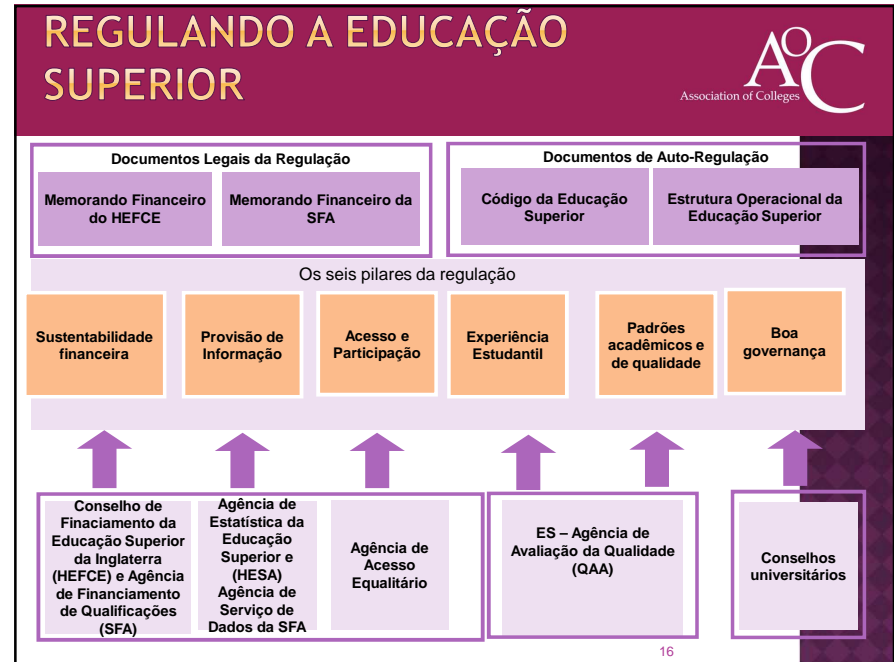 REGULANDO A EDUCAÇÃO
SUPERIOR
AoC
Association of Colleges
Documentos Legais da Regulação
Memorando Financeiro
do HEFCE
Memorando Financeiro da
SFA
Documentos de Auto-Regulação
Código da Educação
Superior
Estrutura Operacional da
Educação Superior
Os seis pilares da regulação
Sustentabilidade
financeira
Provisão de
Informação
Acesso e
Participação
Experiência
Estudantil
Padrões
acadêmicos e
de qualidade
Boa
governança
Conselho de
Finaciamento da
Educação Superior
da Inglaterra
(HEFCE) e Agência
de Financiamento
de Qualificações
(SFA)
Agência de
Estatística da
Educação
Superior e
(HESA)
Agência de
Serviço de
Dados da SFA
Agência de
Acesso
Equalitário
ES – Agência de
Avaliação da Qualidade
(QAA)
Conselhos
universitários
16